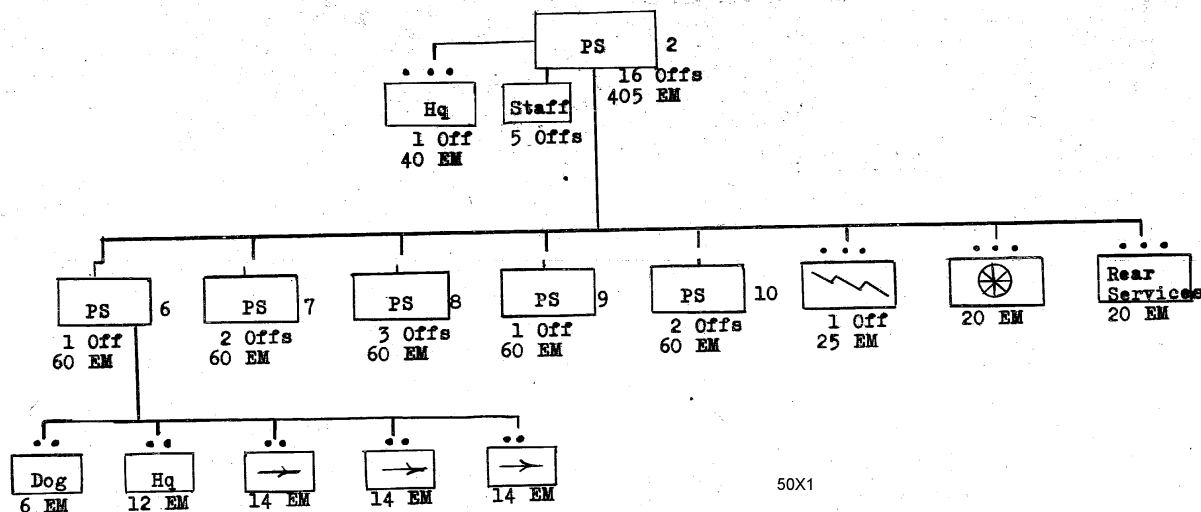 PS 2
16 Offs
405 EM
Hq
1 Off
40 EM
Staff
5 Offs
PS 6
1 Off
60 EM
PS 7
2 Offs
60 EM
PS 8
3 Offs
60 EM
PS 9
1 Off
60 EM
PS 10
2 Offs
60 EM
1 Off
25 EM
20 EM
Rear
Services
20 EM
Dog
6 EM
Hq
12 EM
14 EM
14 EM
14 EM
50X1